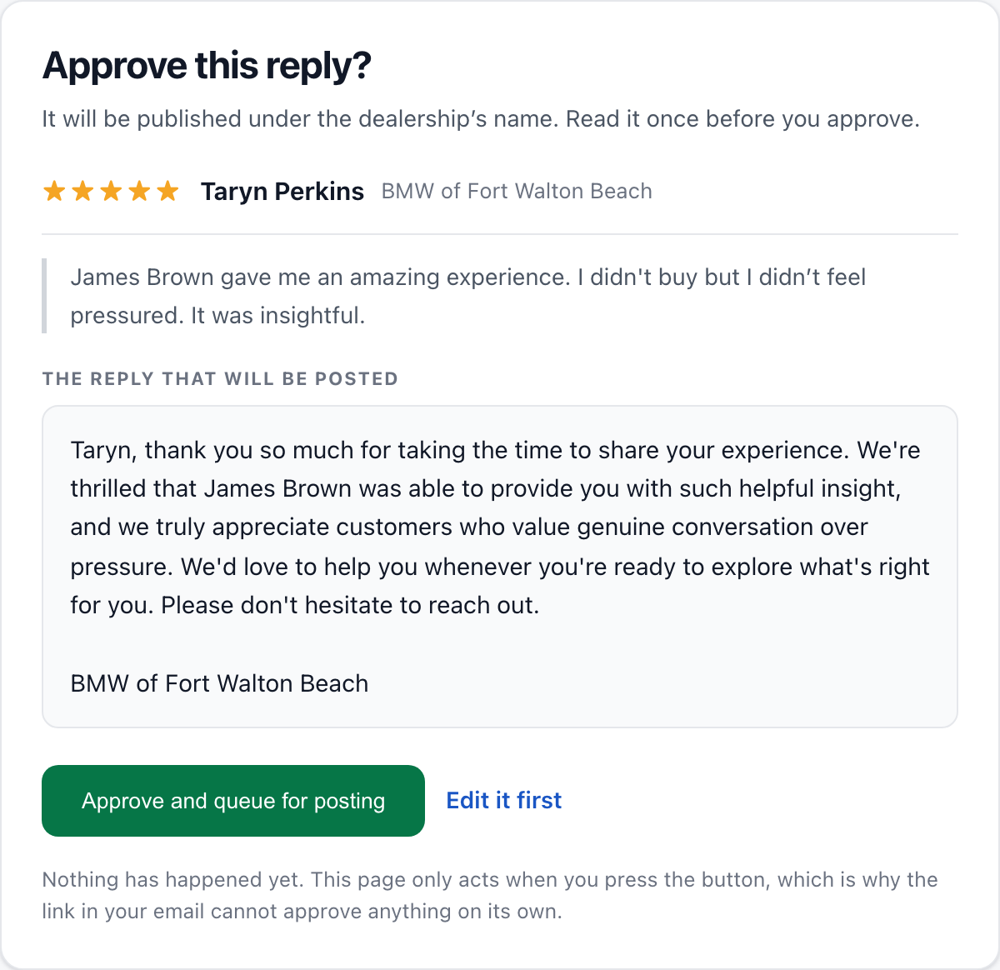 Approve this reply?
It will be published under the dealership’s name. Read it once before you approve.
Taryn Perkins BMW of Fort Walton Beach
James Brown gave me an amazing experience. I didn't buy but I didn’t feel
pressured. It was insightful.
THE REPLY THAT WILL BE POSTED
Taryn, thank you so much for taking the time to share your experience. We're
thrilled that James Brown was able to provide you with such helpful insight,
and we truly appreciate customers who value genuine conversation over
pressure. We'd love to help you whenever you're ready to explore what's right
for you. Please don't hesitate to reach out.
BMW of Fort Walton Beach
Approve and queue for posting Edit it first
Nothing has happened yet. This page only acts when you press the button, which is why the
link in your email cannot approve anything on its own.